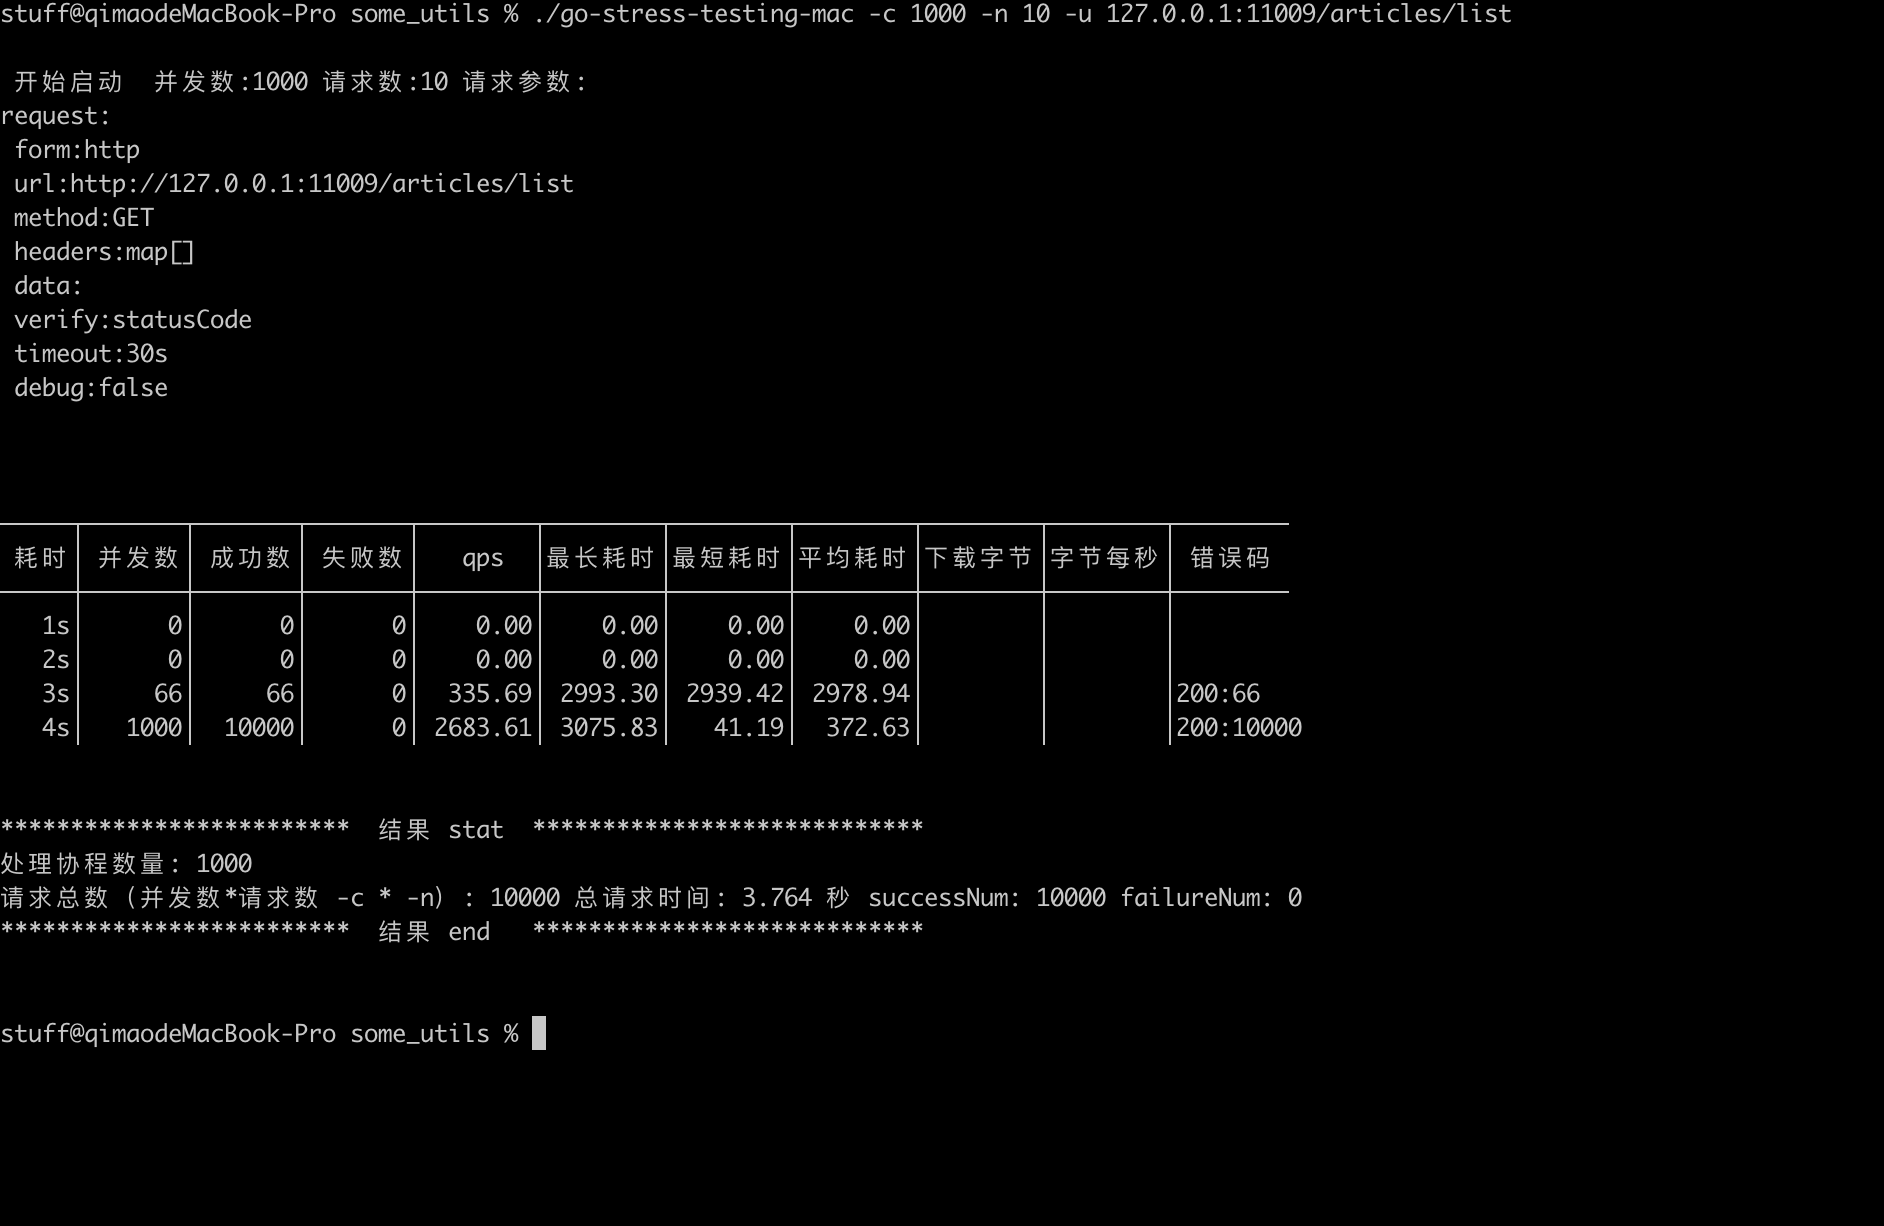 stuff@qimaodeMacBook-Pro some_utils % ./go-stress-testing-mac -c 1000 -n 10 -u 127.0.0.1:11009/articles/list
开始启动  并发数:1000 请求数:10 请求参数:
request:
form:http
url:http://127.0.0.1:11009/articles/list
method:GET
headers:map[]
data:
verify:statusCode
timeout:30s
debug:false
耗时│ 并发数│ 成功数│ 失败数│ qps │最长耗时│最短耗时│平均耗时│下载字节│字节每秒│ 错误码
1s│ 0│ 0│ 0│ 0.00│ 0.00│ 0.00│ 0.00│ │ │
2s│ 0│ 0│ 0│ 0.00│ 0.00│ 0.00│ 0.00│ │ │
3s│ 66│ 66│ 0│ 335.69│ 2993.30│ 2939.42│ 2978.94│ │ │200:66
4s│ 1000│ 10000│ 0│ 2683.61│ 3075.83│ 41.19│ 372.63│ │ │200:10000
*************************  结果 stat  ****************************
处理协程数量: 1000
请求总数（并发数*请求数 -c * -n）: 10000 总请求时间: 3.764 秒 successNum: 10000 failureNum: 0
*************************  结果 end   ****************************
stuff@qimaodeMacBook-Pro some_utils %